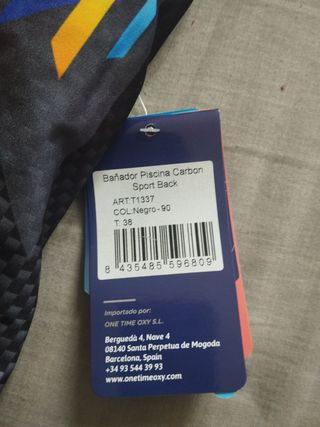 Bañador Piscina Carbon
Sport Back
ART:T1337
COL:Negro-90
T: 38
8 435485 596809
Importado por:
ONE TIME OXY S.L.
Berguedà 4, Nave 4
08140 Santa Perpetua de Mogoda
Barcelona, Spain
+34 93 544 39 93
www.onetimeoxy.com